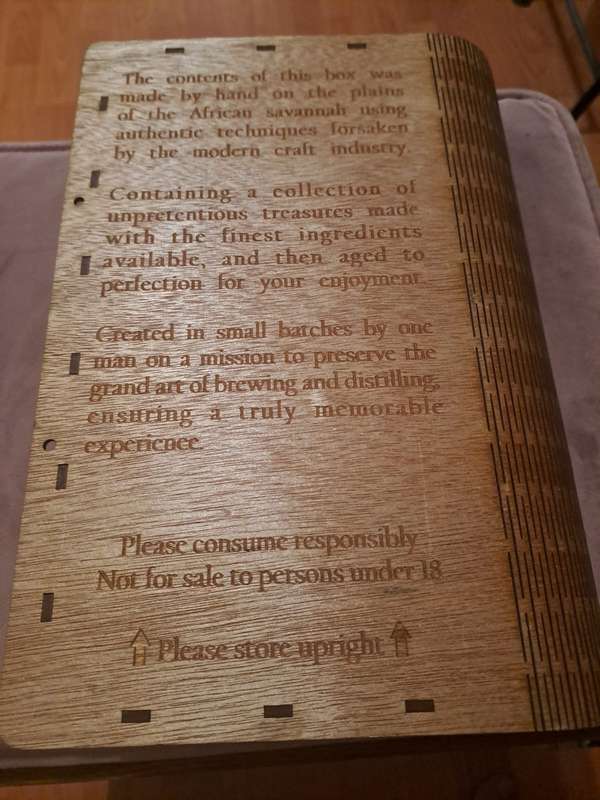 The contents of this box was
made by hand on the plains
of the African savannah using
authentic techniques forsaken
by the modern craft industry.
Containing a collection of
unpretentious treasures made
with the finest ingredients
available, and then aged to
perfection for your enjoyment.
Created in small batches by one
man on a mission to preserve the
grand art of brewing and distilling,
ensuring a truly memorable
experience.
Please consume responsibly
Not for sale to persons under 18
Please store upright